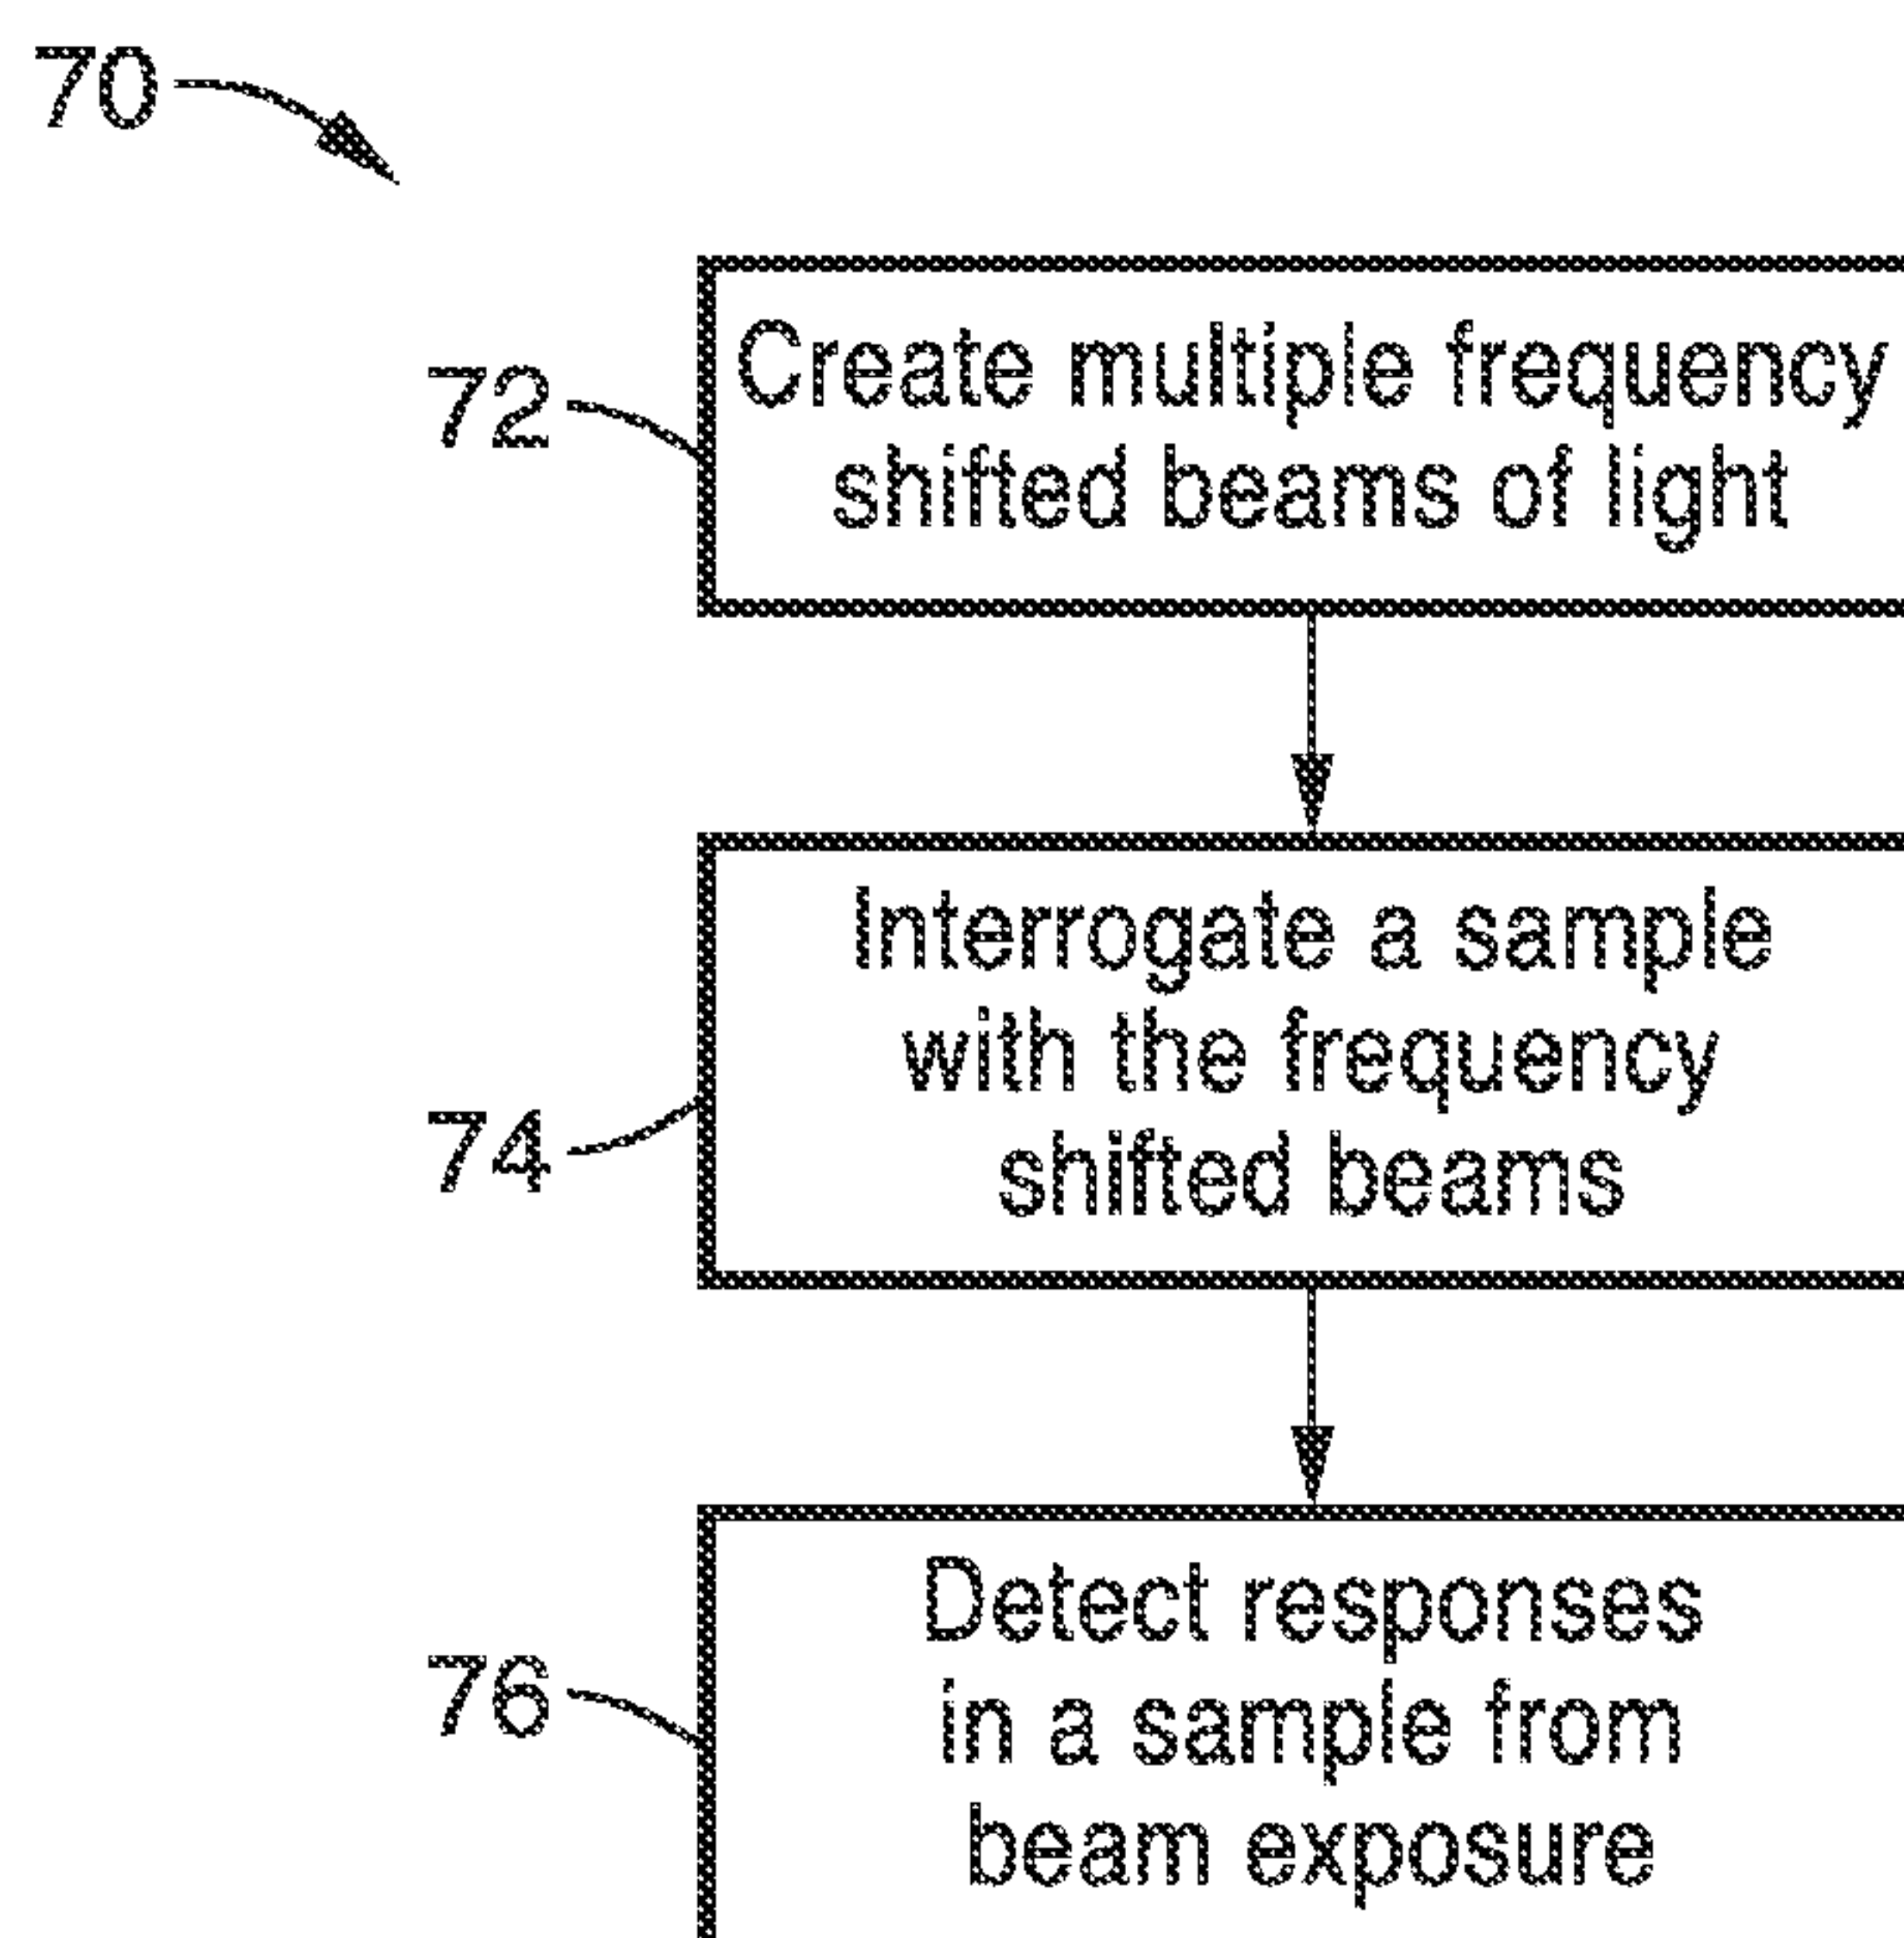 70
72
Create multiple frequency
shifted beams of light
74
Interrogate a sample
with the frequency
shifted beams
76
Detect responses
in a sample from
beam exposure